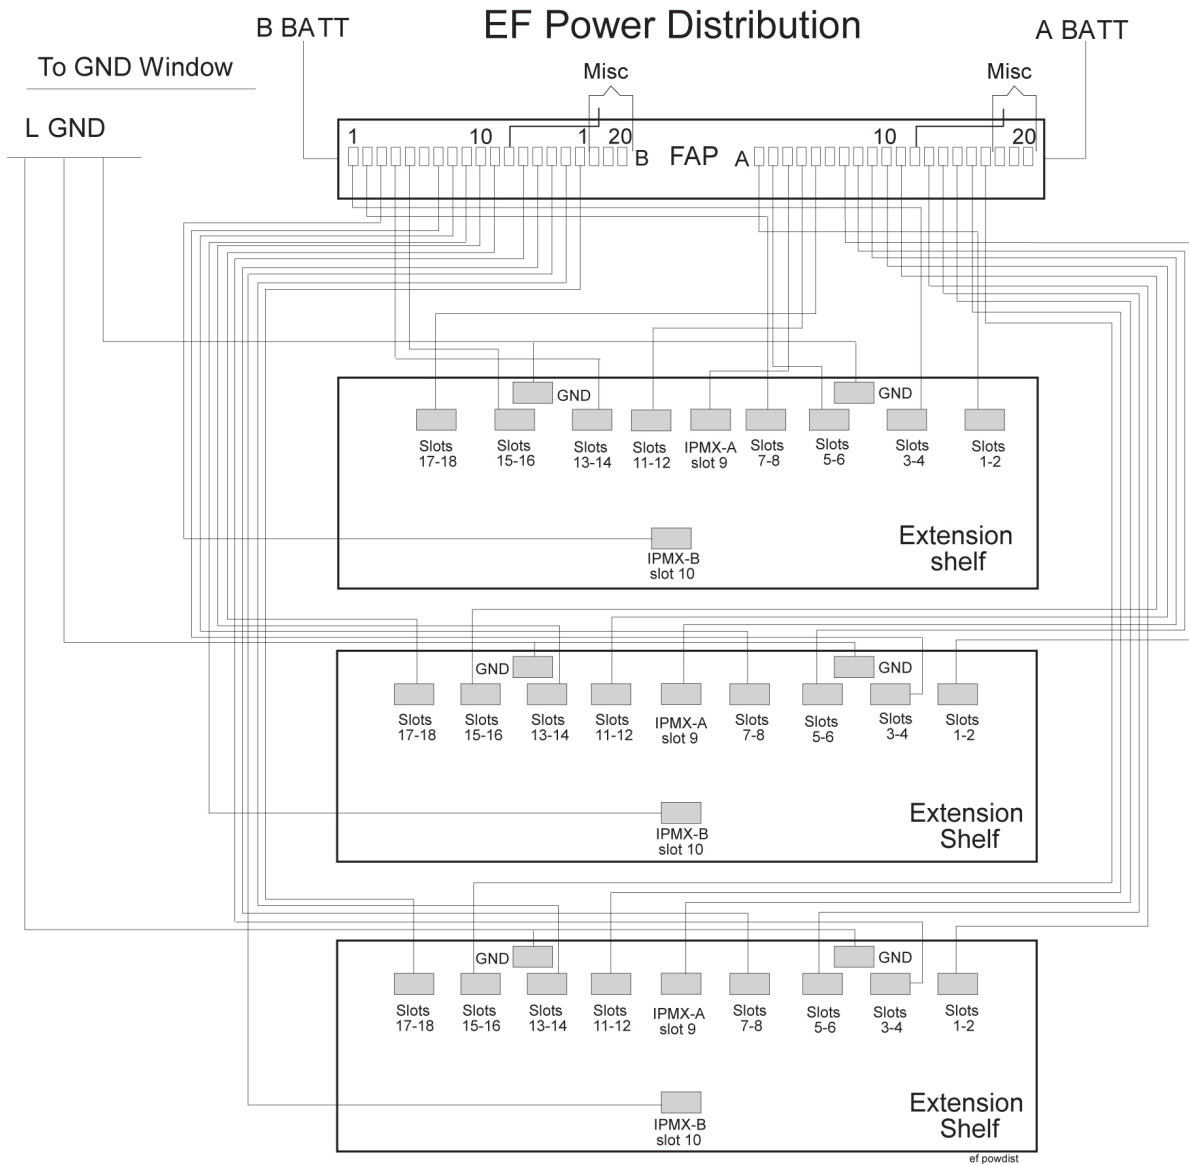 EF Power Distribution
B BATT
A BATT
To GND Window
Misc
Misc
L GND
1
10
1
20
10
20
B
FAP
A
GND
GND
Slots
17-18
Slots
15-16
Slots
13-14
Slots
11-12
IPMX-A
slot 9
Slots
7-8
Slots
5-6
Slots
3-4
Slots
1-2
IPMX-B
slot 10
Extension
shelf
GND
GND
Slots
17-18
Slots
15-16
Slots
13-14
Slots
11-12
IPMX-A
slot 9
Slots
7-8
Slots
5-6
Slots
3-4
Slots
1-2
IPMX-B
slot 10
Extension
Shelf
GND
GND
Slots
17-18
Slots
15-16
Slots
13-14
Slots
11-12
IPMX-A
slot 9
Slots
7-8
Slots
5-6
Slots
3-4
Slots
1-2
IPMX-B
slot 10
Extension
Shelf
ef powdist